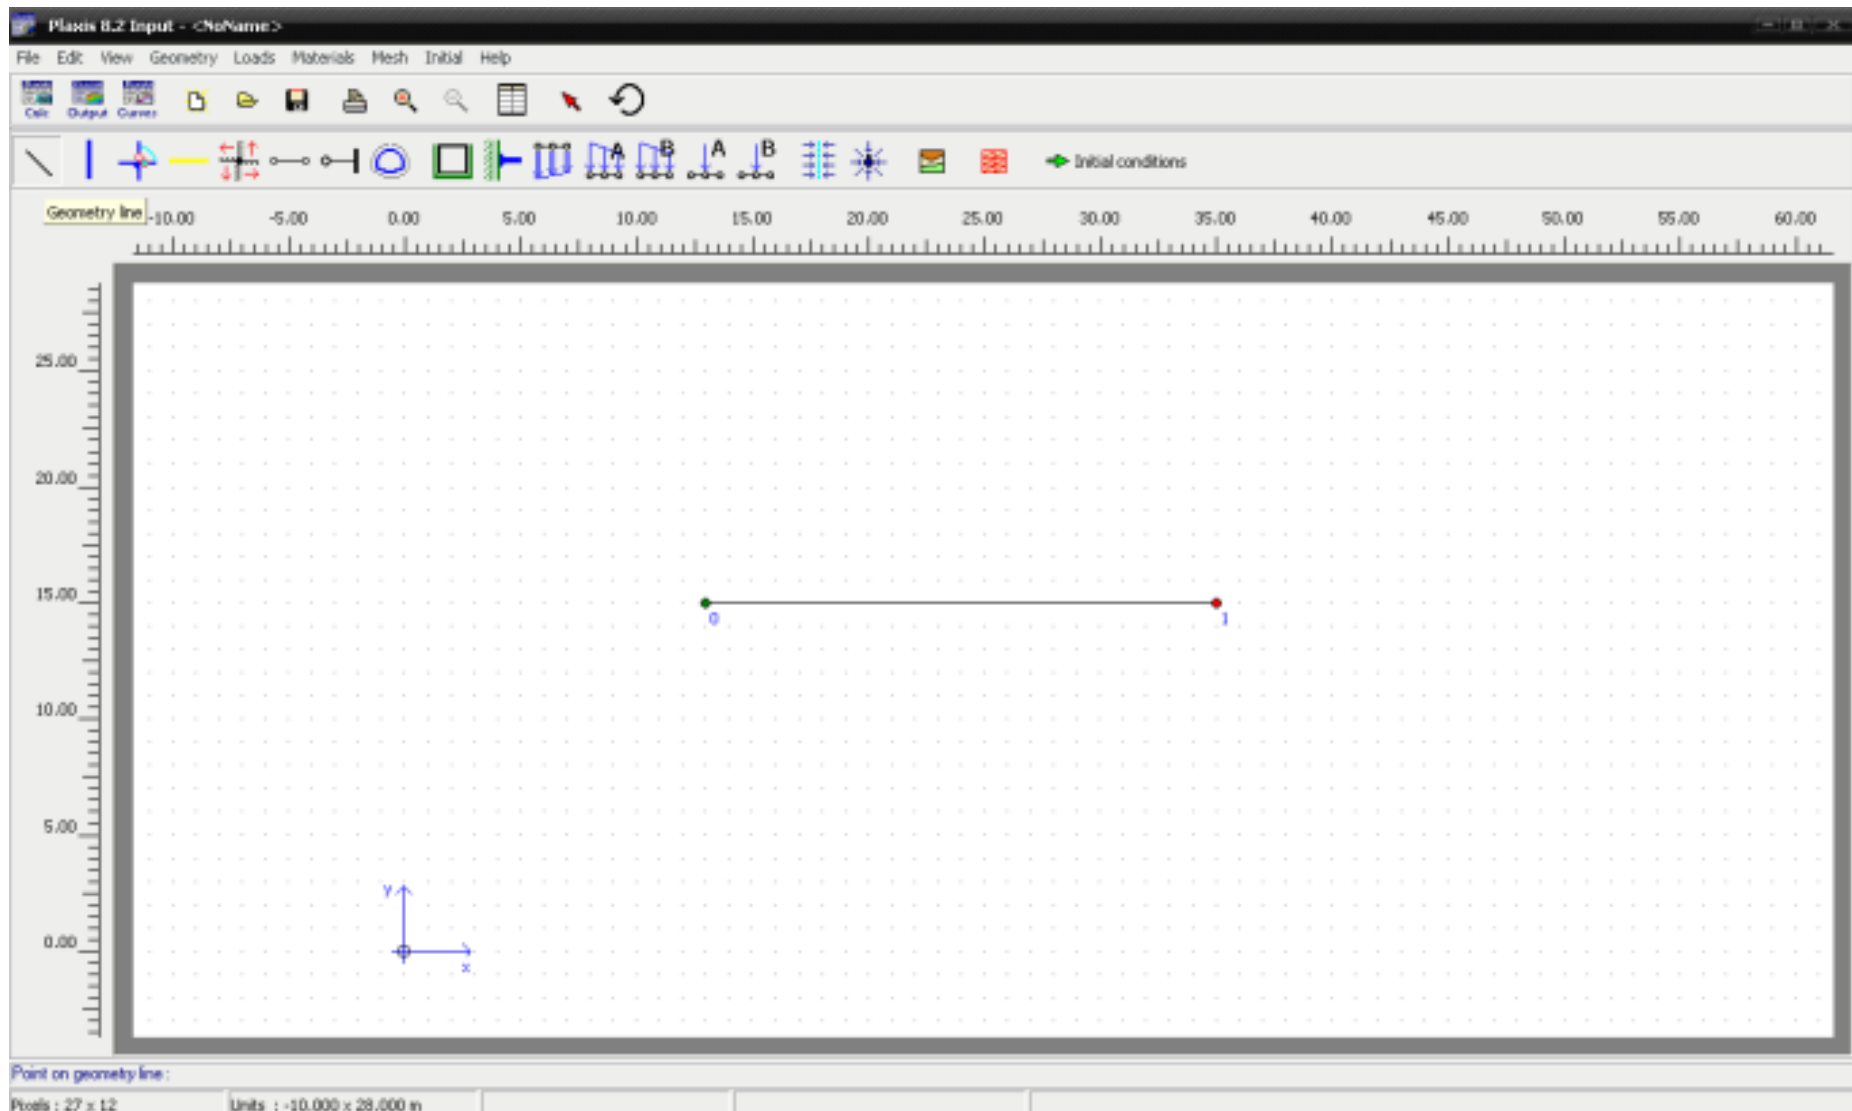 Plaxis 8.2 Input - <NoName>
File Edit View Geometry Loads Materials Mesh Initial Help
Calc Output Curves
A B A B Initial conditions
Geometry line
-10.00 -5.00 0.00 5.00 10.00 15.00 20.00 25.00 30.00 35.00 40.00 45.00 50.00 55.00 60.00
25.00
20.00
15.00
0 1
10.00
5.00
y
0.00
x
Point on geometry line :
Pixels : 27 x 12 Units : -10.000 x 28.000 m